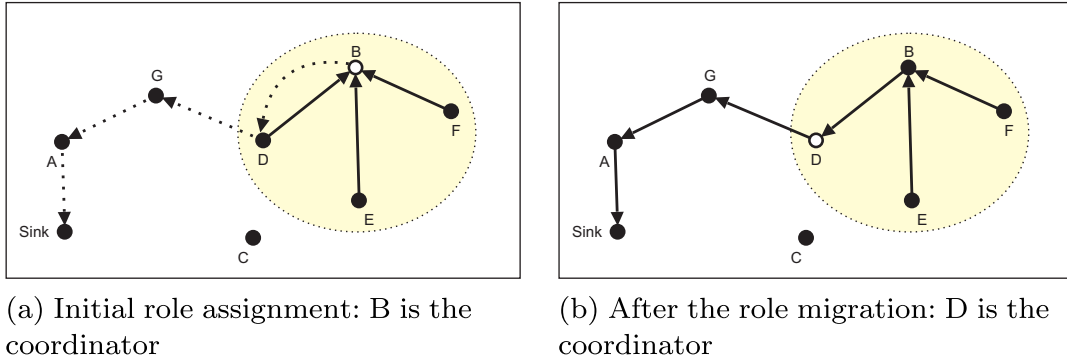 B
G
F
A
D
E
Sink
C
(a) Initial role assignment: B is the
coordinator
B
G
F
A
D
E
Sink
C
(b) After the role migration: D is the
coordinator